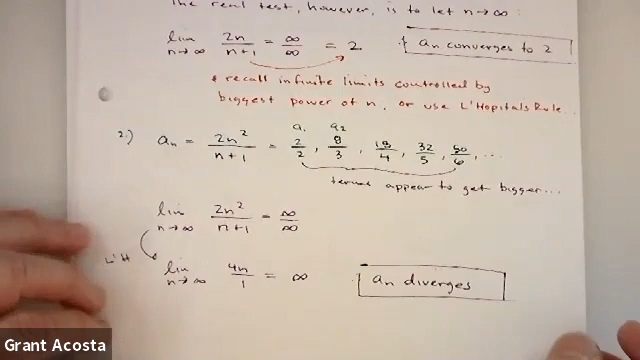 The real test, however, is to let n→∞:
lim n→∞ 2n/n+1 = ∞/∞ = 2 { an converges to 2
* recall infinite limits controlled by
biggest power of n, or use L'Hopitals Rule...
2.) an = 2n²/n+1 = a₁ 2/2, a₂ 8/3, 18/4, 32/5, 50/6, ...
terms appear to get bigger...
lim n→∞ 2n²/n+1 = ∞/∞
L'H lim n→∞ 4n/1 = ∞ an diverges
Grant Acosta